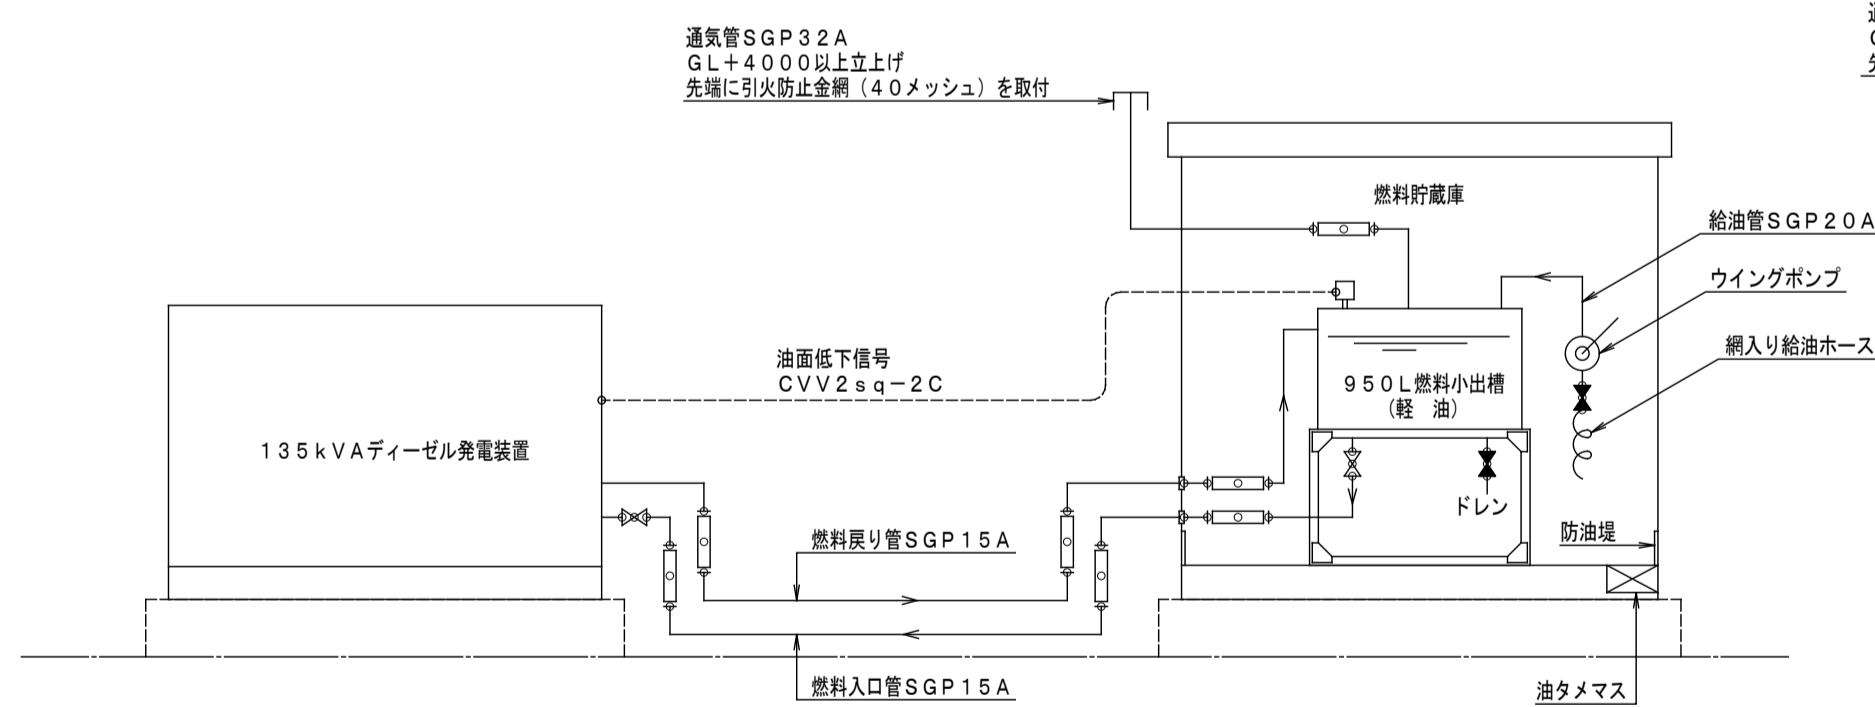 通気管ＳＧＰ３２Ａ
ＧＬ＋４０００以上立上げ
先端に引火防止金網（４０メッシュ）を取付
燃料貯蔵庫
給油管ＳＧＰ２０Ａ
ウイングポンプ
網入り給油ホース
油面低下信号
ＣＶＶ２ｓｑ－２Ｃ
９５０Ｌ燃料小出槽
（軽　油）
１３５ｋＶＡディーゼル発電装置
ドレン
防油堤
燃料戻り管ＳＧＰ１５Ａ
燃料入口管ＳＧＰ１５Ａ
油タメマス